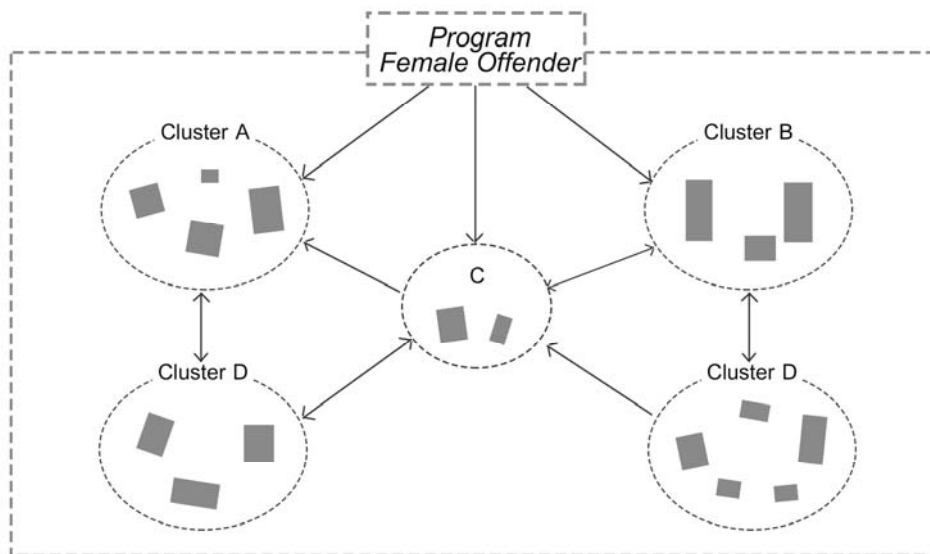 Program
Female Offender
Cluster A
Cluster B
C
Cluster D
Cluster D